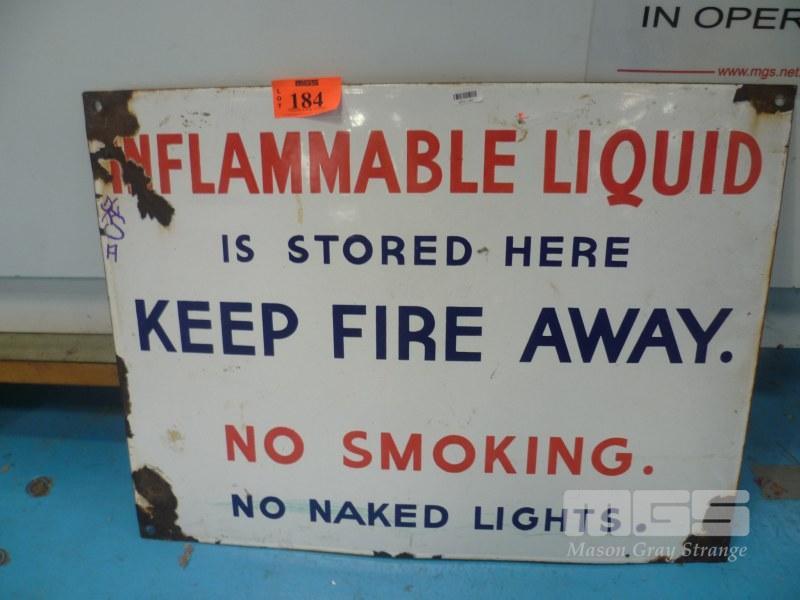 IN OPER
www.mgs.net.
MGS
LOT 184
INFLAMMABLE LIQUID
IS STORED HERE
KEEP FIRE AWAY.
NO SMOKING.
NO NAKED LIGHTS.
MGS
Mason Gray Strange